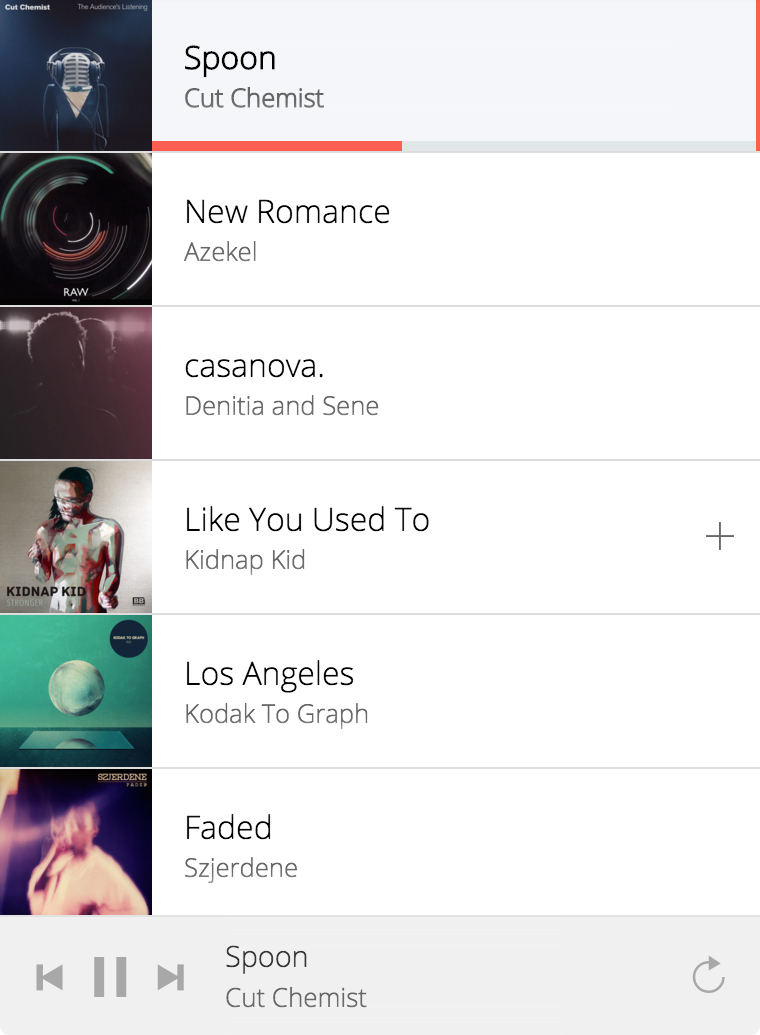 Cut Chemist The Audience's Listening
Spoon
Cut Chemist
New Romance
Azekel
RAW
casanova.
Denitia and Sene
Like You Used To
Kidnap Kid
KIDNAP KID
STRONGER
Los Angeles
Kodak To Graph
KODAK TO GRAPH
Faded
Szjerdene
SZJERDENE
FADED
Spoon
Cut Chemist